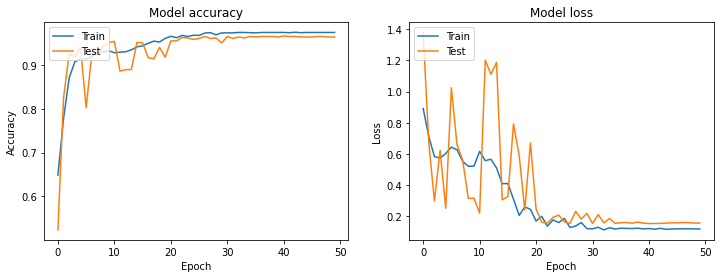 Model accuracy
Train
Test
Accuracy
0.9
0.8
0.7
0.6
0
10
20
30
40
50
Epoch
Model loss
Train
Test
Loss
1.4
1.2
1.0
0.8
0.6
0.4
0.2
0
10
20
30
40
50
Epoch